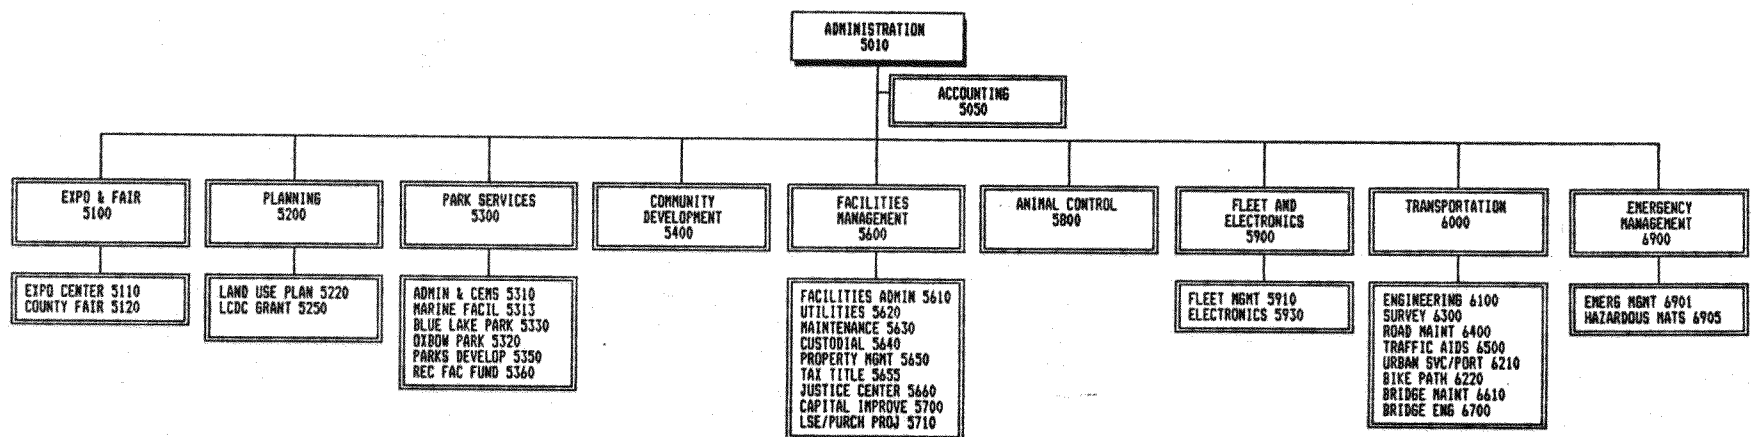 ADMINISTRATION
5010
ACCOUNTING
5050
EXPO & FAIR
5100
PLANNING
5200
PARK SERVICES
5300
COMMUNITY
DEVELOPMENT
5400
FACILITIES
MANAGEMENT
5600
ANIMAL CONTROL
5800
FLEET AND
ELECTRONICS
5900
TRANSPORTATION
6000
EMERGENCY
MANAGEMENT
6900
EXPO CENTER 5110
COUNTY FAIR 5120
LAND USE PLAN 5220
LCDC GRANT 5250
ADMIN & CEMS 5310
MARINE FACIL 5313
BLUE LAKE PARK 5330
OXBOW PARK 5320
PARKS DEVELOP 5350
REC FAC FUND 5360
FACILITIES ADMIN 5610
UTILITIES 5620
MAINTENANCE 5630
CUSTODIAL 5640
PROPERTY MGMT 5650
TAX TITLE 5655
JUSTICE CENTER 5660
CAPITAL IMPROVE 5700
LSE/PURCH PROJ 5710
FLEET MGMT 5910
ELECTRONICS 5930
ENGINEERING 6100
SURVEY 6300
ROAD MAINT 6400
TRAFFIC AIDS 6500
URBAN SVC/PORT 6210
BIKE PATH 6220
BRIDGE MAINT 6610
BRIDGE ENG 6700
EMERG MGMT 6901
HAZARDOUS MATS 6905